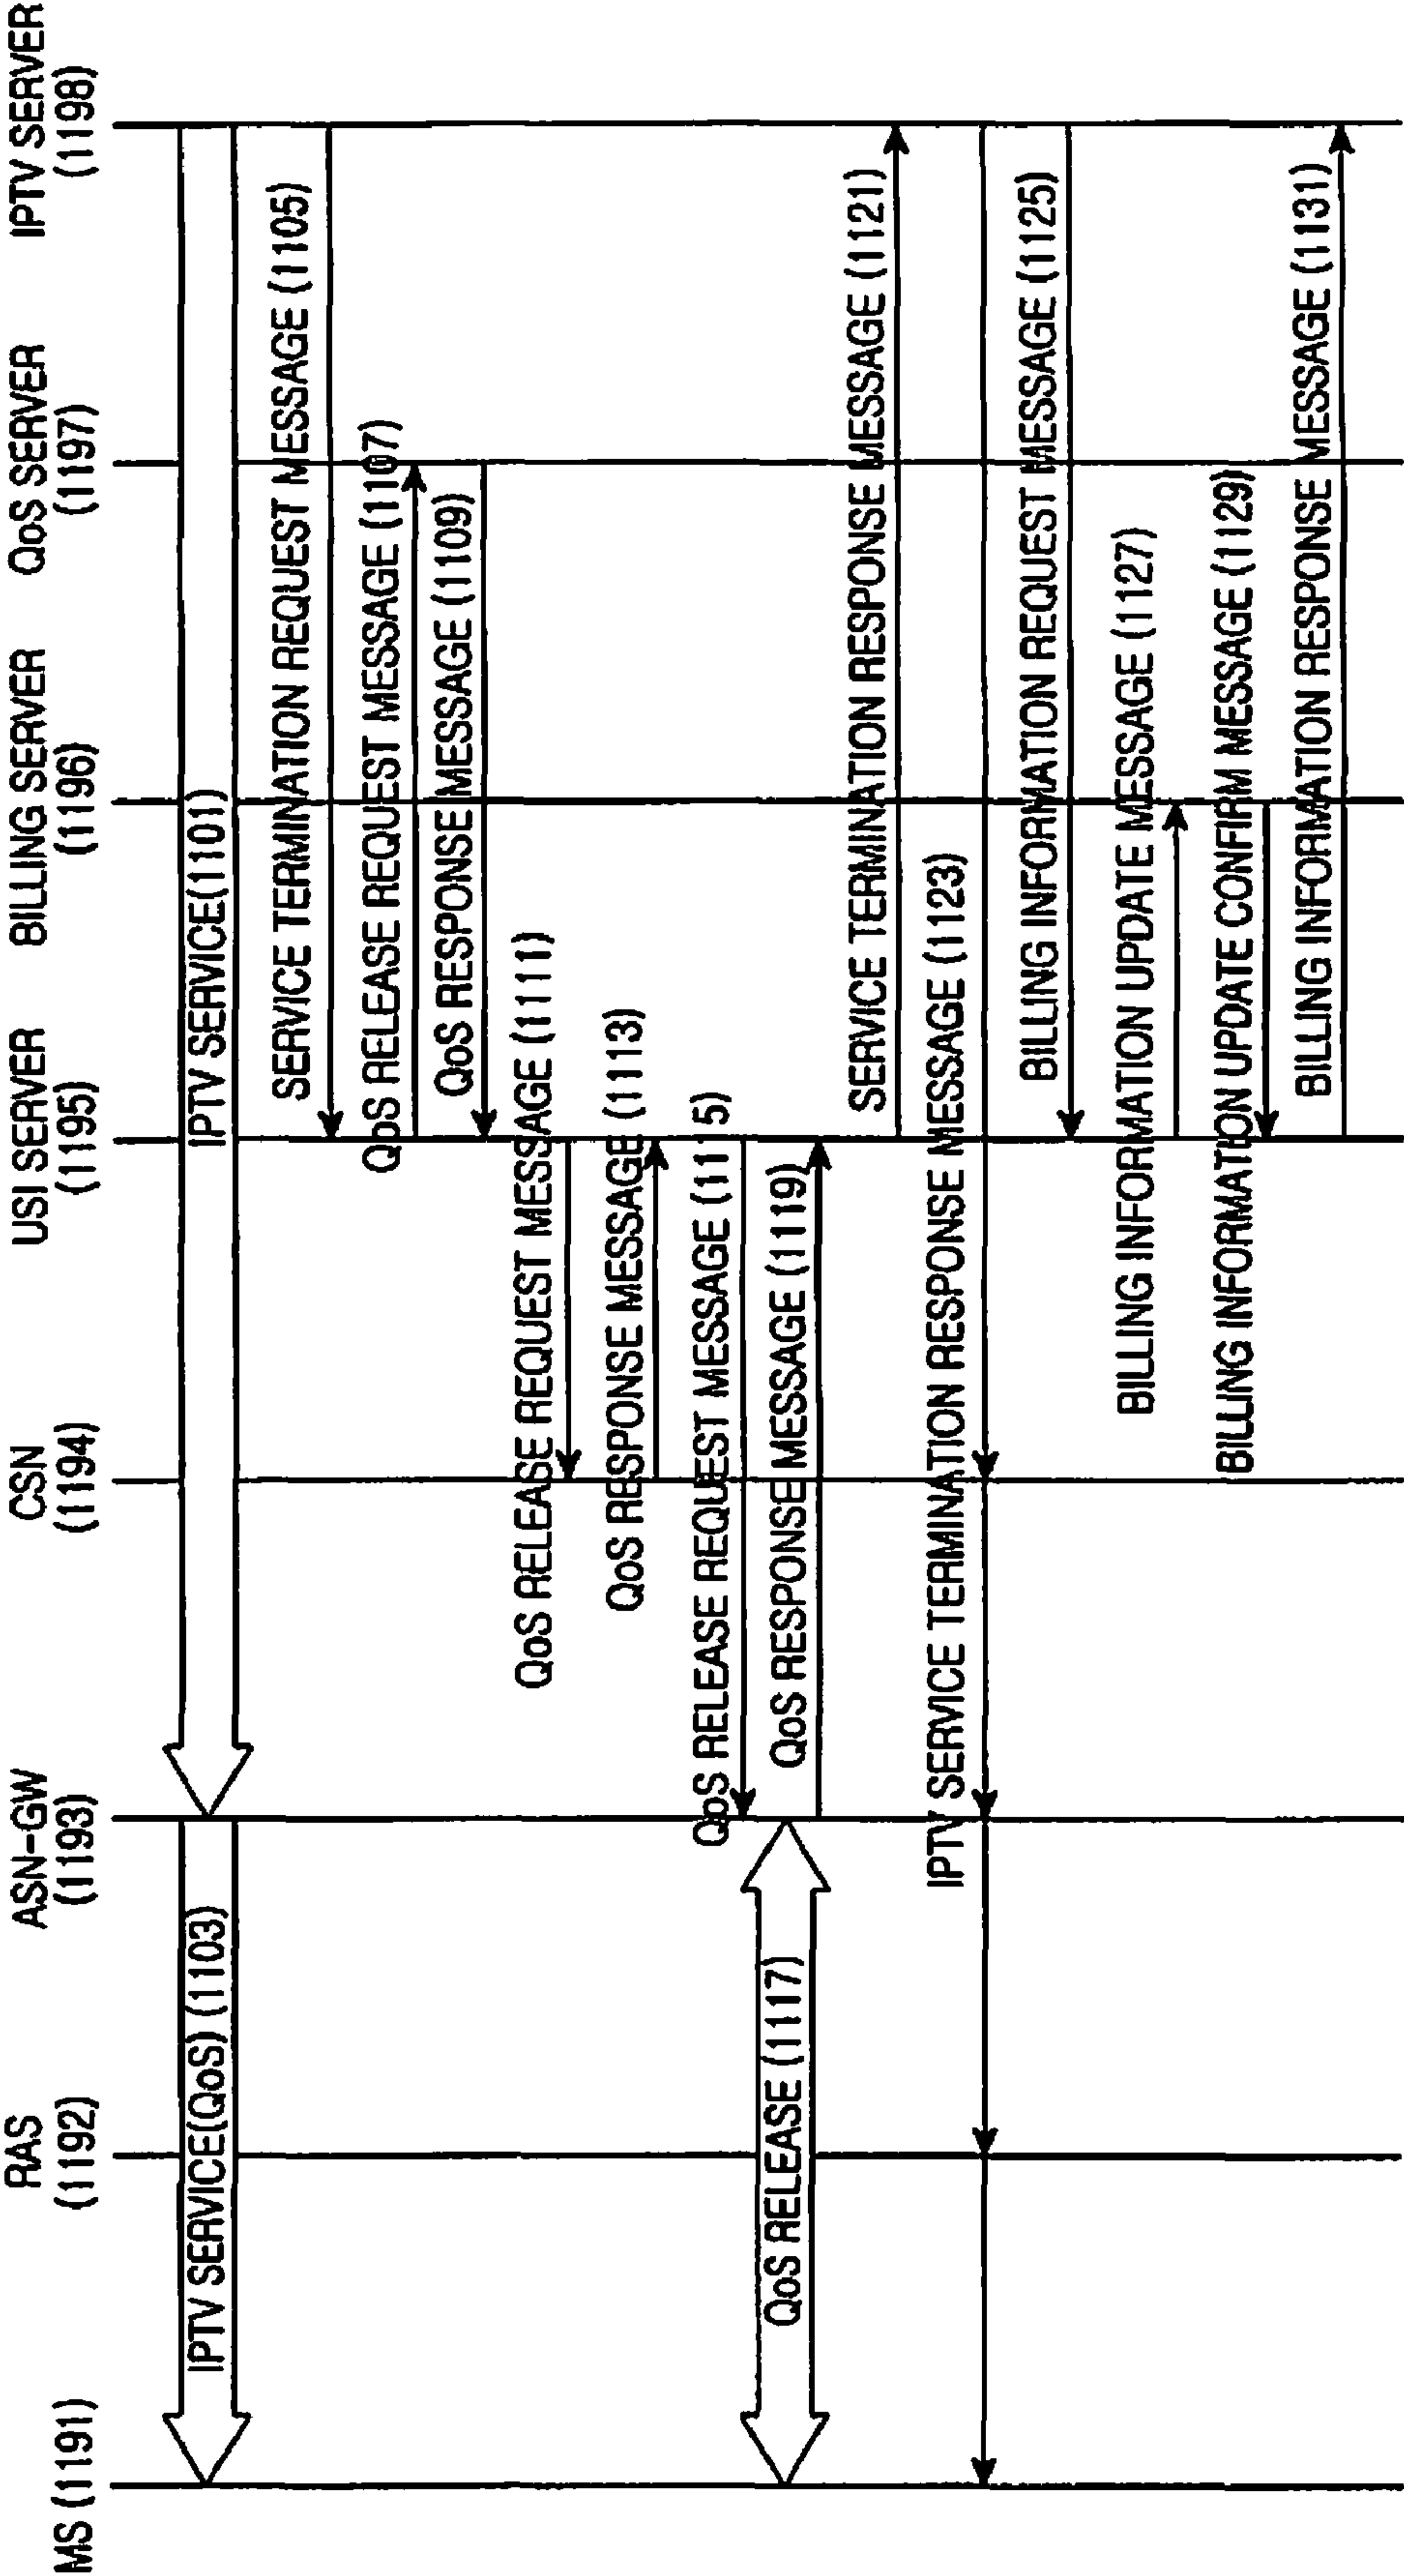 MS (1191)
RAS
(1192)
ASN-GW
(1193)
CSN
(1194)
USI SERVER
(1195)
BILLING SERVER
(1196)
QoS SERVER
(1197)
IPTV SERVER
(1198)
IPTV SERVICE(QoS) (1103)
IPTV SERVICE(1101)
SERVICE TERMINATION REQUEST MESSAGE (1105)
QoS RELEASE REQUEST MESSAGE (1107)
QoS RESPONSE MESSAGE (1109)
QoS RELEASE REQUEST MESSAGE (1111)
QoS RESPONSE MESSAGE (1113)
QoS RELEASE REQUEST MESSAGE (1115)
QoS RELEASE (1117)
QoS RESPONSE MESSAGE (1119)
SERVICE TERMINATION RESPONSE MESSAGE (1121)
IPTV SERVICE TERMINATION RESPONSE MESSAGE (1123)
BILLING INFORMATION REQUEST MESSAGE (1125)
BILLING INFORMATION UPDATE MESSAGE (1127)
BILLING INFORMATION UPDATE CONFIRM MESSAGE (1129)
BILLING INFORMATION RESPONSE MESSAGE (1131)